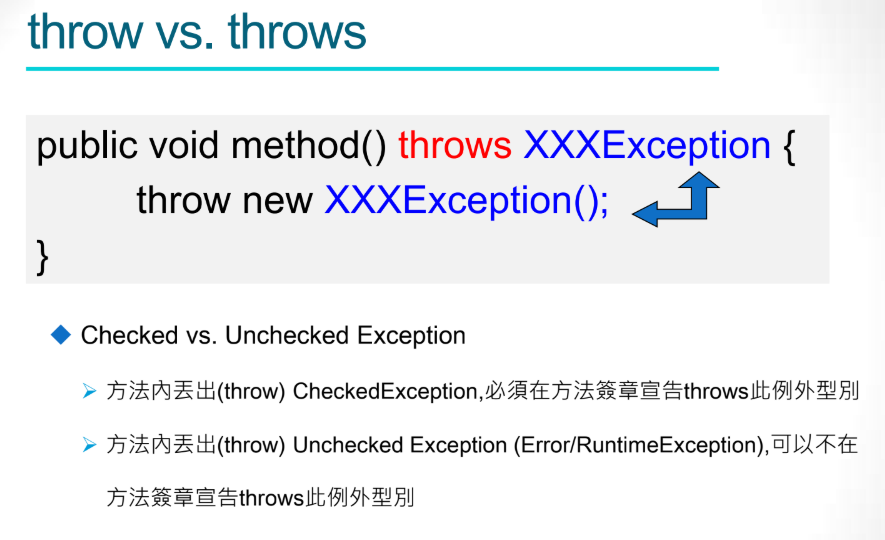 throw vs. throws
public void method() throws XXXException {
throw new XXXException();
}
Checked vs. Unchecked Exception
方法內丟出(throw) CheckedException,必須在方法簽章宣告throws此例外型別
方法內丟出(throw) Unchecked Exception (Error/RuntimeException),可以不在
方法簽章宣告throws此例外型別